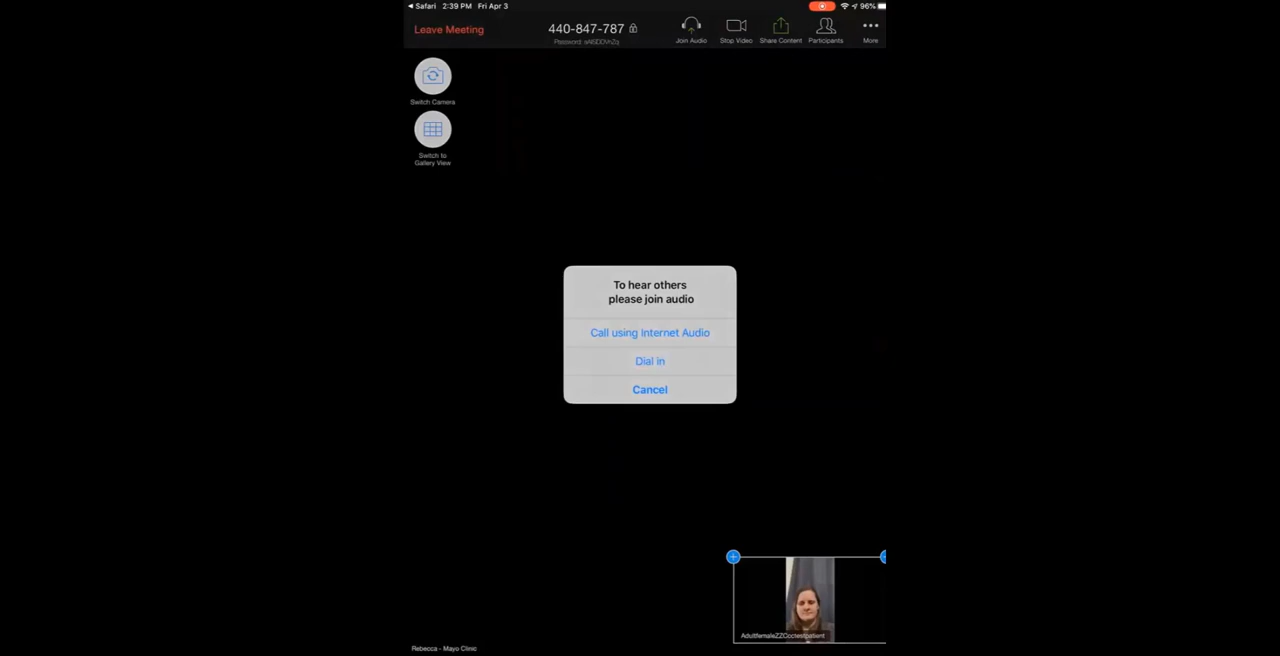 Safari 2:39 PM Fri Apr 3
96%
Leave Meeting
440-847-787
Password:
Join Audio
Stop Video
Share Content
Participants
More
Switch Camera
Switch to
Gallery View
To hear others
please join audio
Call using Internet Audio
Dial in
Cancel
AdultfemaleZZCcctestpatient
Rebecca - Mayo Clinic